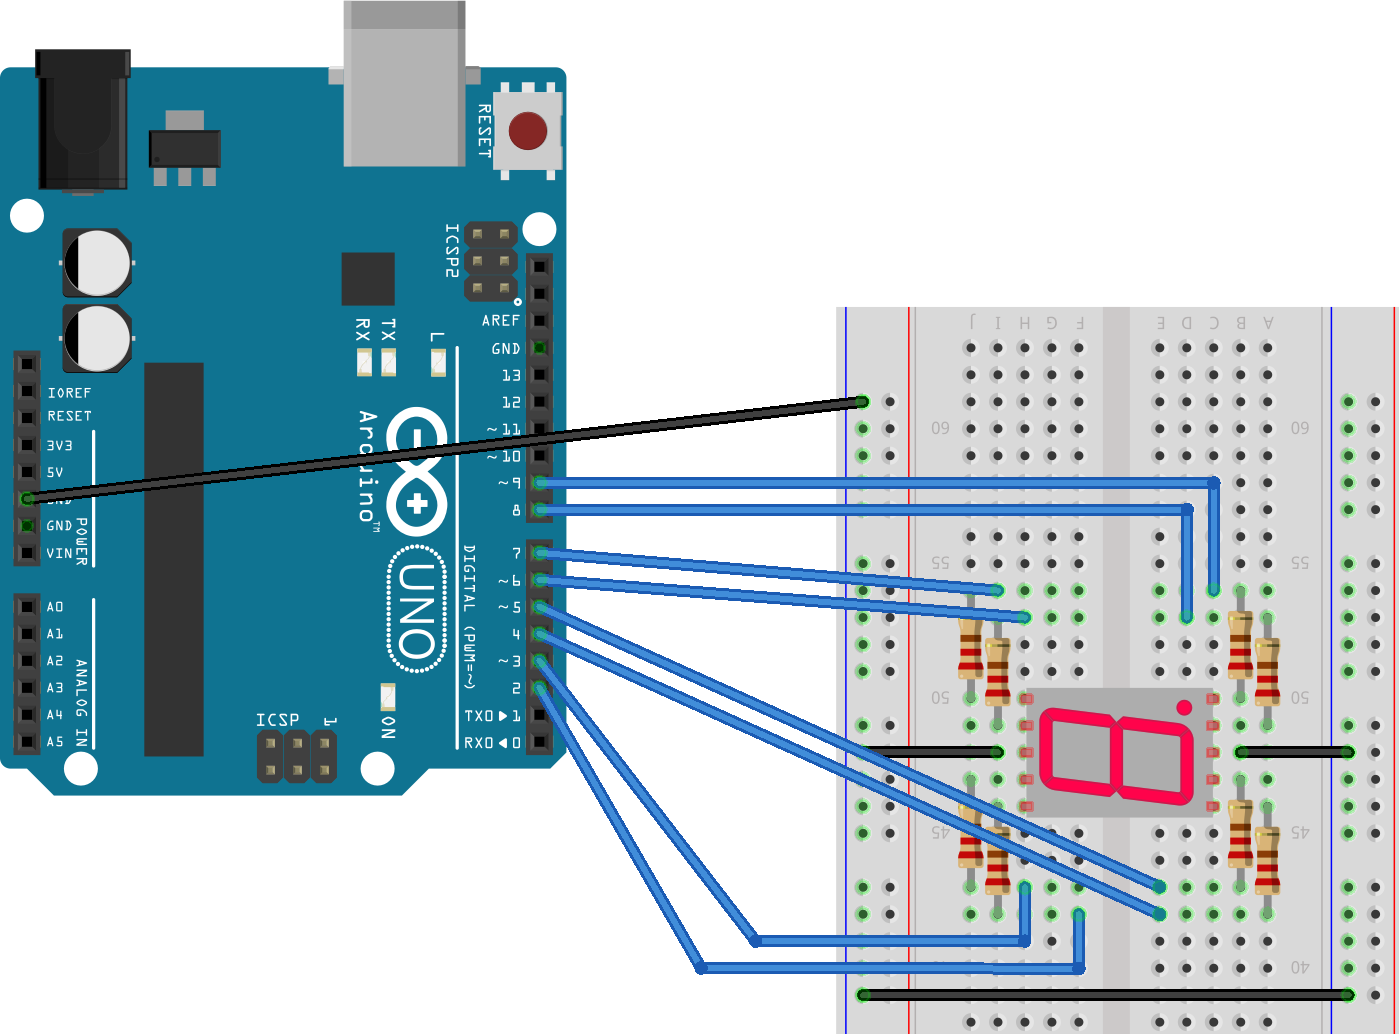 RESET
ICSP2
AREF
GND
13
12
~11
~10
~9
8
7
~6
~5
4
~3
2
TX0▶1
RX0◀0
DIGITAL (PWM=~)
RX
TX
L
Arduino™
UNO
ON
ICSP
1
IOREF
RESET
3V3
5V
GND
GND
VIN
POWER
A0
A1
A2
A3
A4
A5
ANALOG IN
J I H G F E D C B A
60 60
55 55
50 50
45 45
40